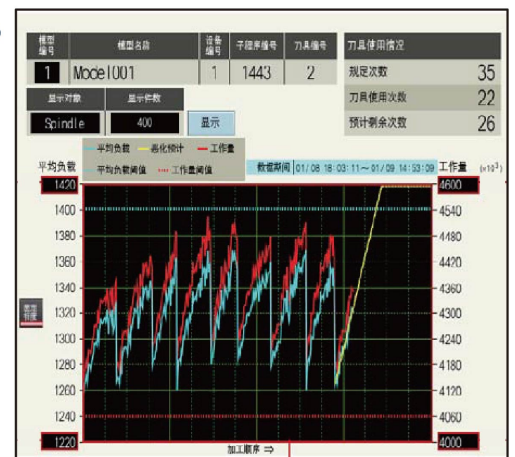 模型编号 模型名称 设备编号 子程序编号 刀具编号 刀具使用情况
1 Model001 1 1443 2 规定次数 35
显示对象 显示件数 刀具使用次数 22
Spindle 400 显示 预计剩余次数 26
平均负载 恶化预计 工作量
平均负载阈值 工作量阈值 数据期间 01/08 18:03:11~01/09 14:53:09
平均负载 工作量 (×10³)
1420 4600
1400 4540
1380 4480
1360 4420
1340 4360
1320 4300
1300 4240
1280 4180
1260 4120
1240 4060
1220 4000
加工顺序 ⇒